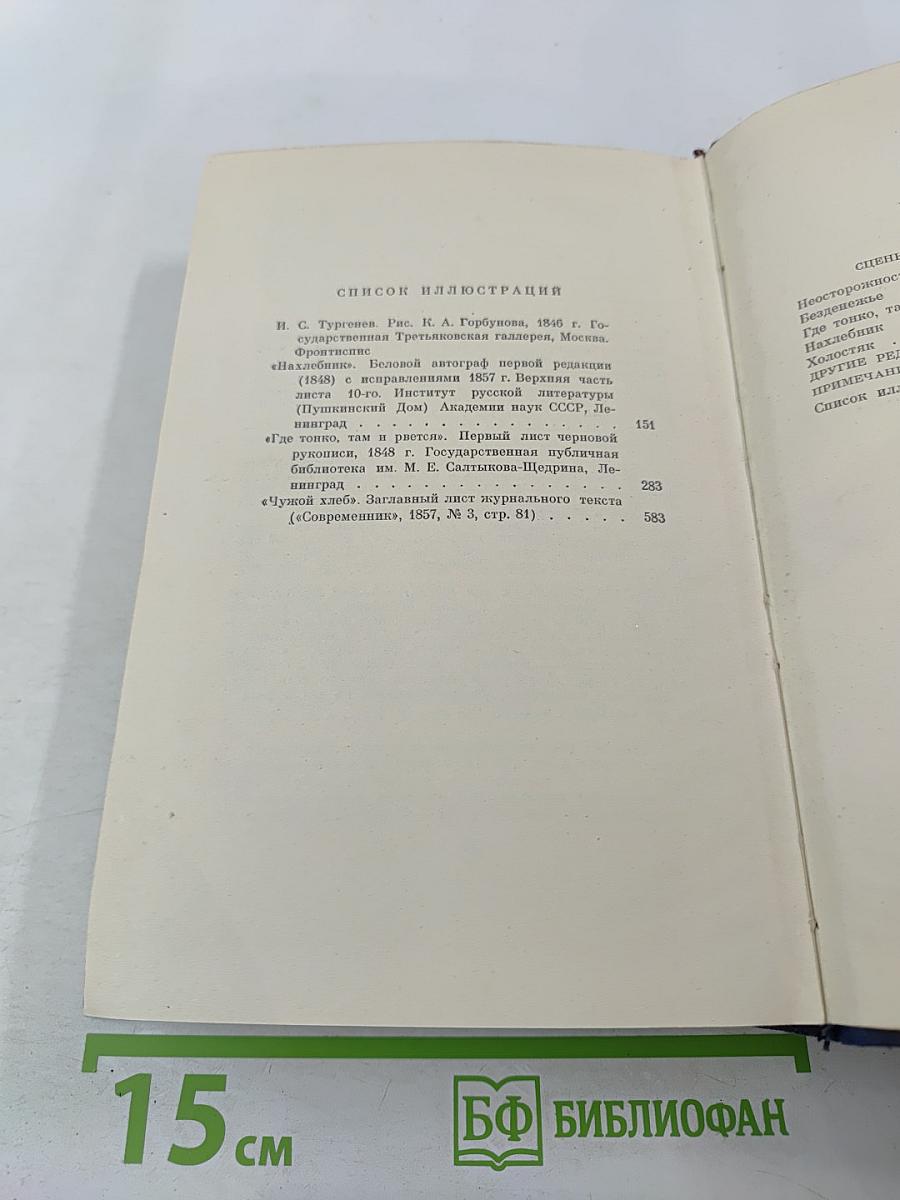 СПИСОК ИЛЛЮСТРАЦИЙ
И. С. Тургенев. Рис. К. А. Горбунова, 1846 г. Го-
сударственная Третьяковская галлерея, Москва.
Фронтиспис
«Нахлебник». Беловой автограф первой редакции
(1848) с исправлениями 1857 г. Верхняя часть
листа 10-го. Институт русской литературы
(Пушкинский Дом) Академии наук СССР, Ле-
нинград . . . . . . . . . . . . . . . . 151
«Где тонко, там и рвется». Первый лист черновой
рукописи, 1848 г. Государственная публичная
библиотека им. М. Е. Салтыкова-Щедрина, Ле-
нинград . . . . . . . . . . . . . . . . 283
«Чужой хлеб». Заглавный лист журнального текста
(«Современник», 1857, № 3, стр. 81) . . . . . 583
СЦЕНЫ
Неосторожност
Безденежье
Где тонко, та
Нахлебник
Холостяк .
ДРУГИЕ РЕД
ПРИМЕЧАНИ
Список илл
15 см
БФ БИБЛИОФАН